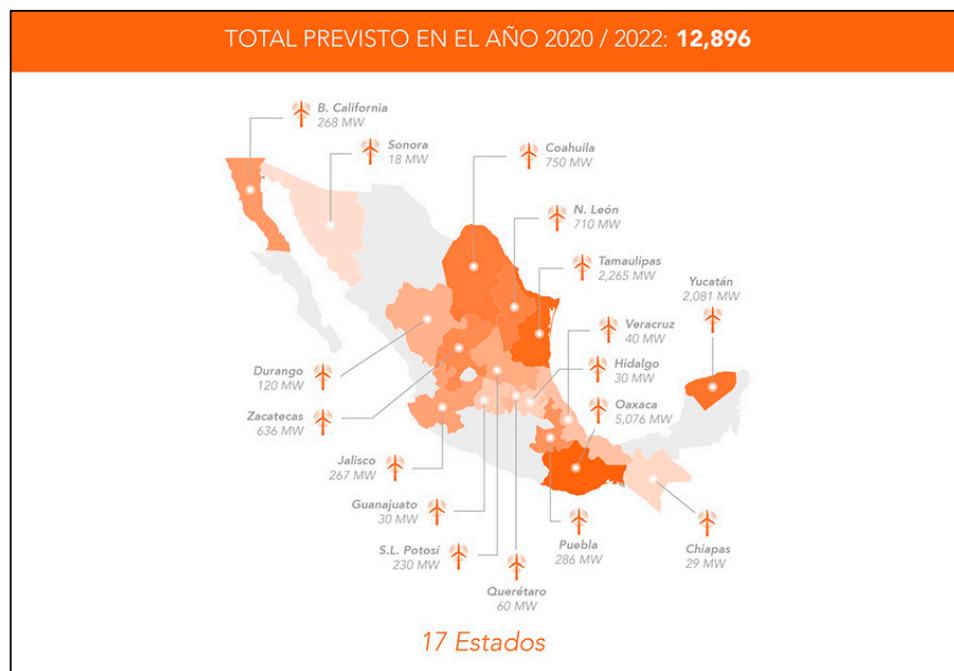 TOTAL PREVISTO EN EL AÑO 2020 / 2022: 12,896
B. California
268 MW
Sonora
18 MW
Coahuila
750 MW
N. León
710 MW
Tamaulipas
2,265 MW
Yucatán
2,081 MW
Veracruz
40 MW
Hidalgo
30 MW
Oaxaca
5,076 MW
Durango
120 MW
Zacatecas
636 MW
Jalisco
267 MW
Guanajuato
30 MW
S.L. Potosí
230 MW
Querétaro
60 MW
Puebla
286 MW
Chiapas
29 MW
17 Estados